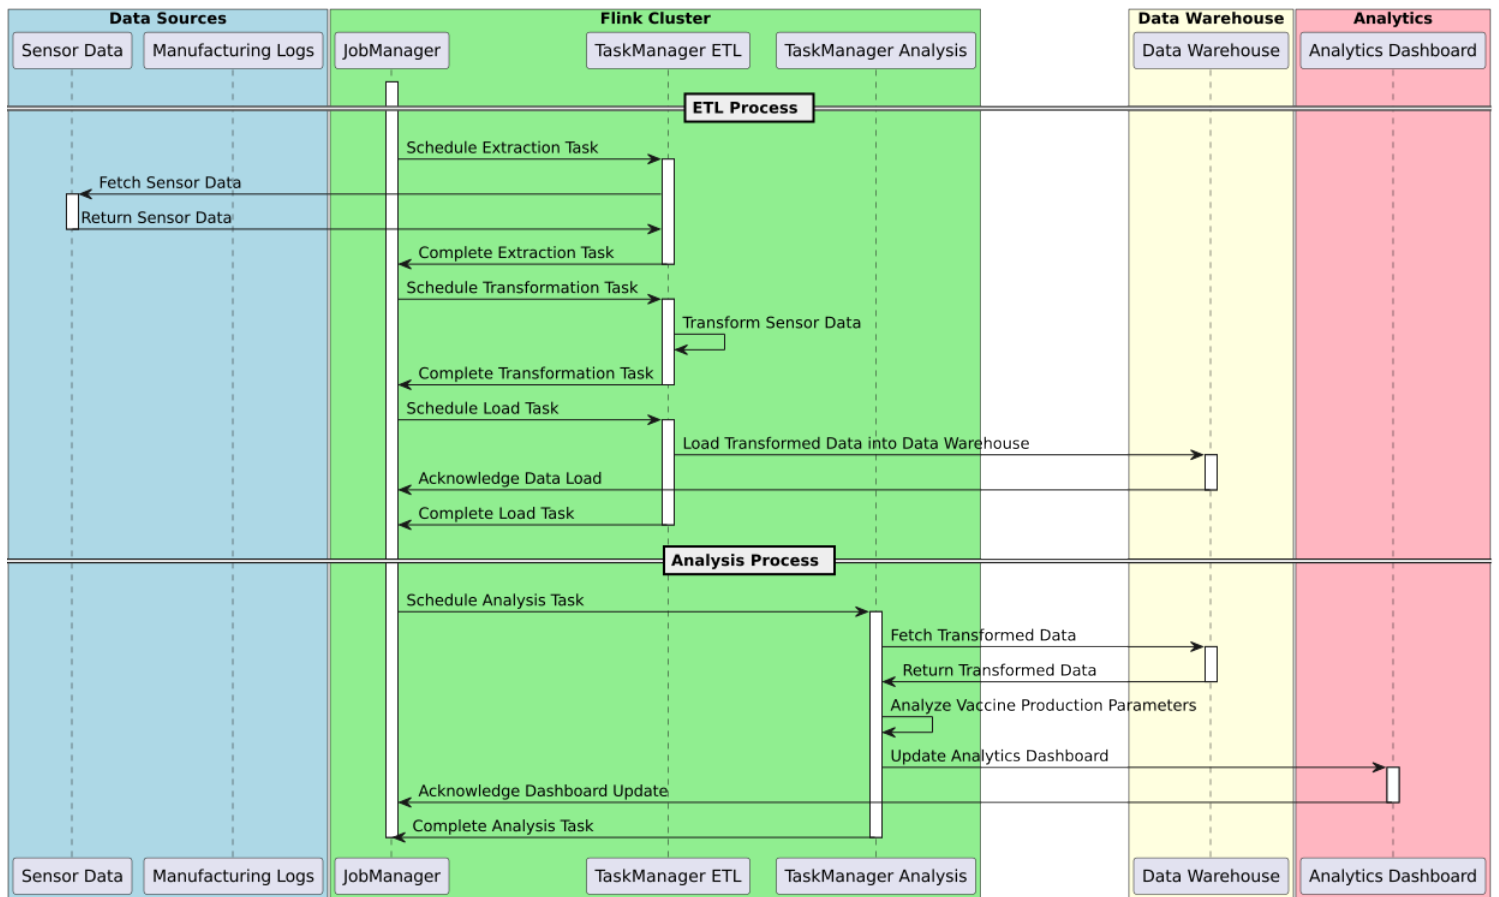 Data Sources
Flink Cluster
Data Warehouse
Analytics
Sensor Data
Manufacturing Logs
JobManager
TaskManager ETL
TaskManager Analysis
Data Warehouse
Analytics Dashboard
ETL Process
Schedule Extraction Task
Fetch Sensor Data
Return Sensor Data
Complete Extraction Task
Schedule Transformation Task
Transform Sensor Data
Complete Transformation Task
Schedule Load Task
Load Transformed Data into Data Warehouse
Acknowledge Data Load
Complete Load Task
Analysis Process
Schedule Analysis Task
Fetch Transformed Data
Return Transformed Data
Analyze Vaccine Production Parameters
Update Analytics Dashboard
Acknowledge Dashboard Update
Complete Analysis Task
Sensor Data
Manufacturing Logs
JobManager
TaskManager ETL
TaskManager Analysis
Data Warehouse
Analytics Dashboard